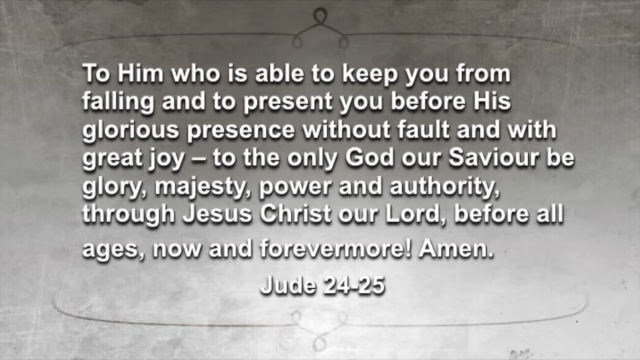 To Him who is able to keep you from
falling and to present you before His
glorious presence without fault and with
great joy – to the only God our Saviour be
glory, majesty, power and authority,
through Jesus Christ our Lord, before all
ages, now and forevermore! Amen.
Jude 24-25